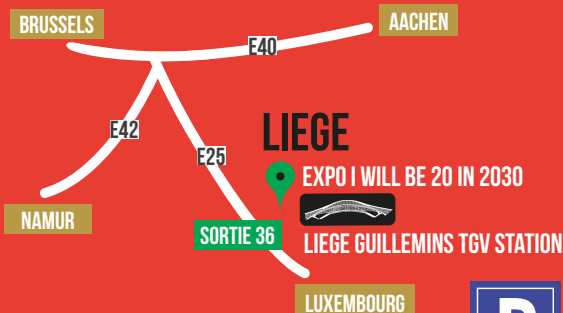 BRUSSELS
AACHEN
E40
E42
LIEGE
E25
EXPO I WILL BE 20 IN 2030
NAMUR
SORTIE 36
LIEGE GUILLEMINS TGV STATION
LUXEMBOURG
P